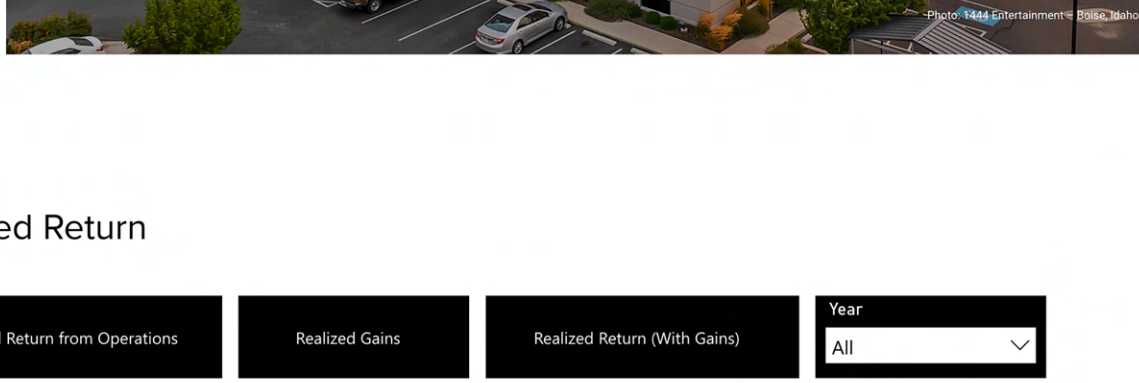 Photo: 1444 Entertainment – Boise, Idaho
ed Return
Return from Operations
Realized Gains
Realized Return (With Gains)
Year
All